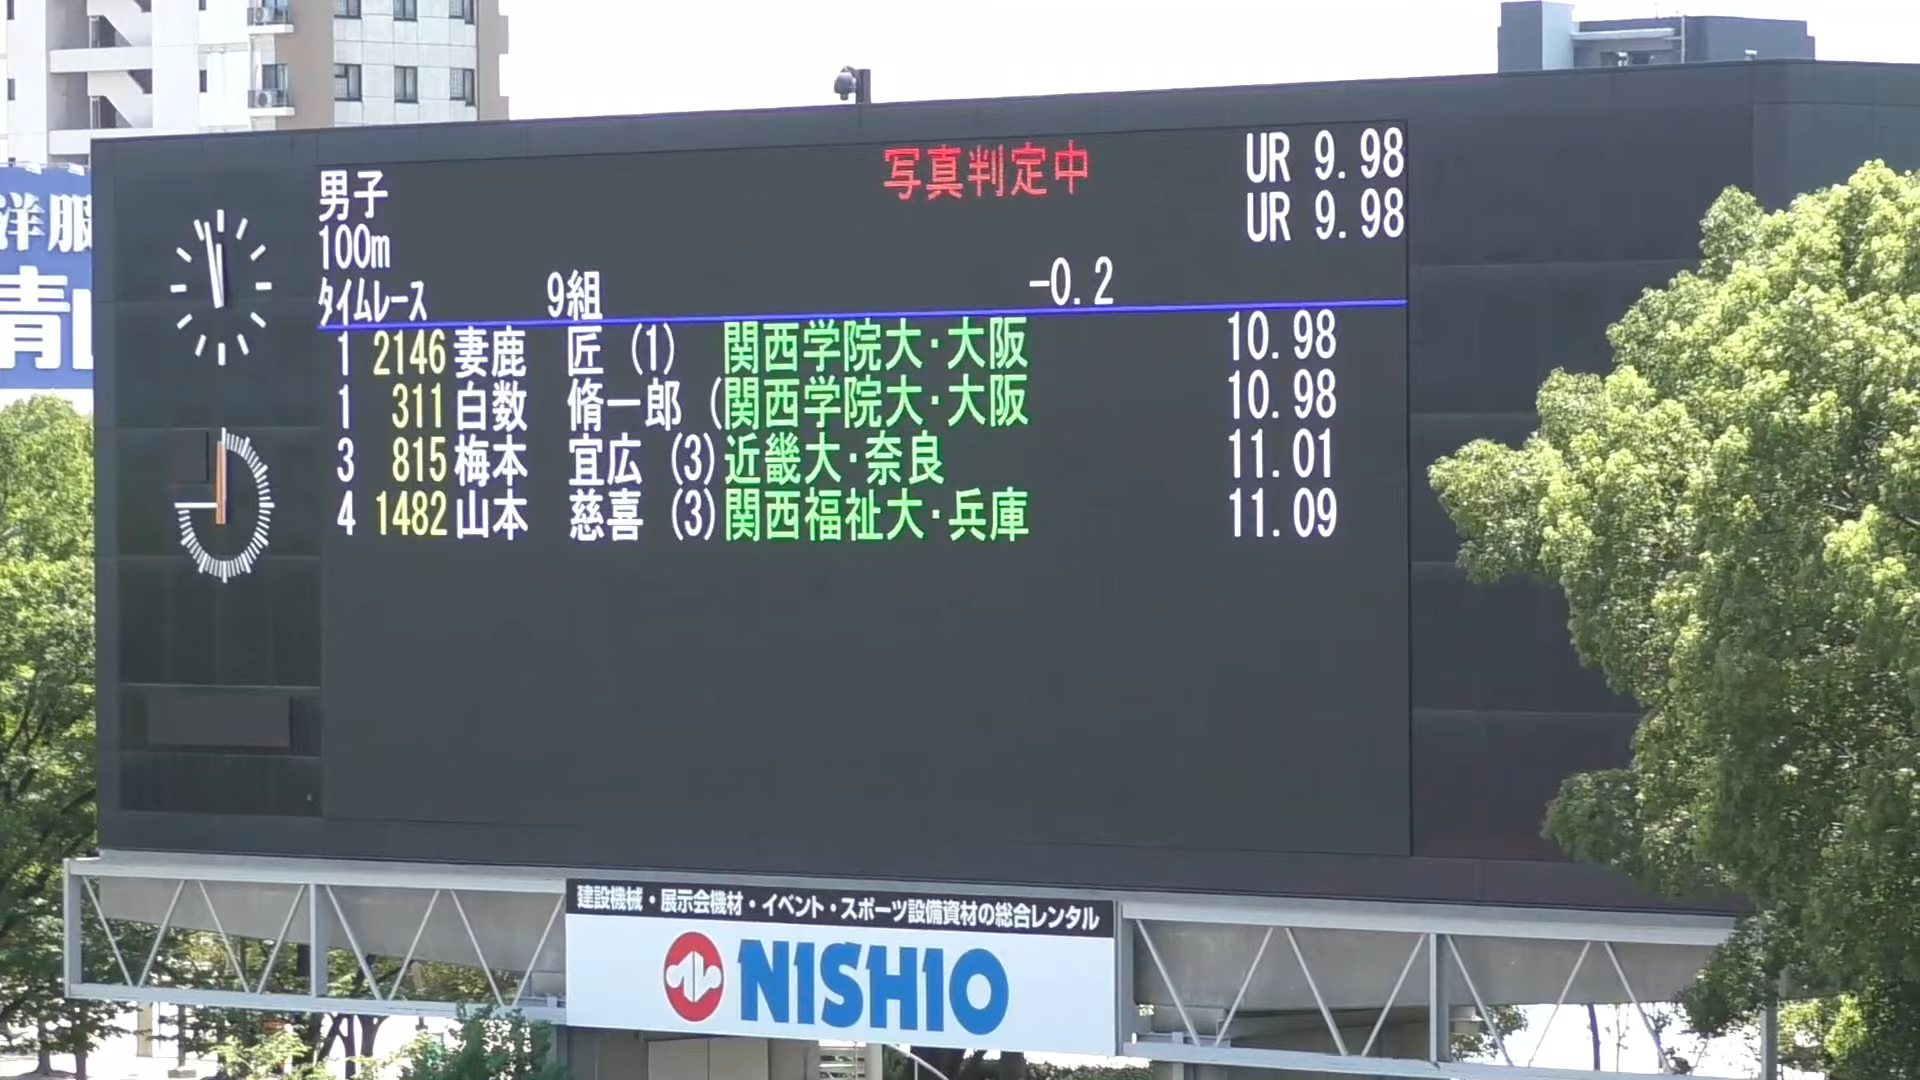 写真判定中 UR 9.98
男子 UR 9.98
100m
タイムレース 9組 -0.2
1 2146 妻鹿 匠 (1) 関西学院大・大阪 10.98
1 311 白数 脩一郎 (関西学院大・大阪 10.98
3 815 梅本 宜広 (3) 近畿大・奈良 11.01
4 1482 山本 慈喜 (3) 関西福祉大・兵庫 11.09
洋服
青山
建設機械・展示会機材・イベント・スポーツ設備資材の総合レンタル
NISHIO